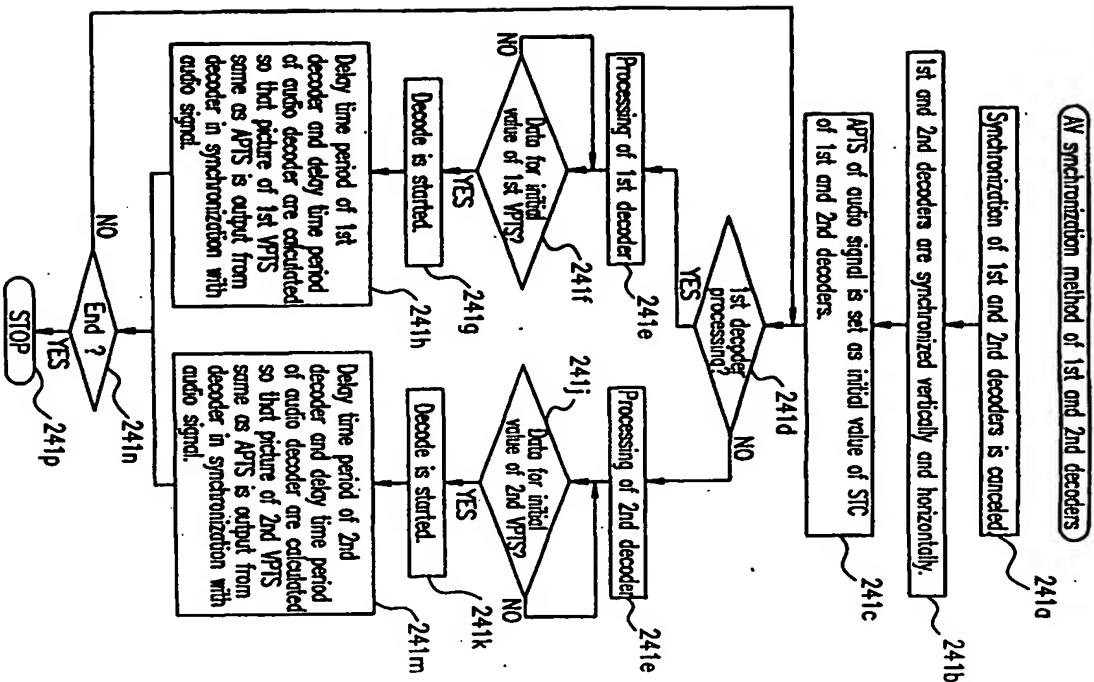 AV synchronization method of 1st and 2nd decoders
Synchronization of 1st and 2nd decoders is canceled
241a
1st and 2nd decoders are synchronized vertically and horizontally.
241b
APTS of audio signal is set as initial value of STC
of 1st and 2nd decoders.
241c
1st decoder
processing?
241d
YES
NO
Processing of 1st decoder
241e
Data for initial
value of 1st VPTS?
241f
NO
YES
Decode is started.
241g
Delay time period of 1st
decoder and delay time period
of audio decoder are calculated
so that picture of 1st VPTS
same as APTS is output from
decoder in synchronization with
audio signal.
241h
Processing of 2nd decoder
241e
Data for initial
value of 2nd VPTS?
241j
NO
YES
Decode is started.
241k
Delay time period of 2nd
decoder and delay time period
of audio decoder are calculated
so that picture of 2nd VPTS
same as APTS is output from
decoder in synchronization with
audio signal.
241m
End ?
241n
NO
YES
STOP
241p